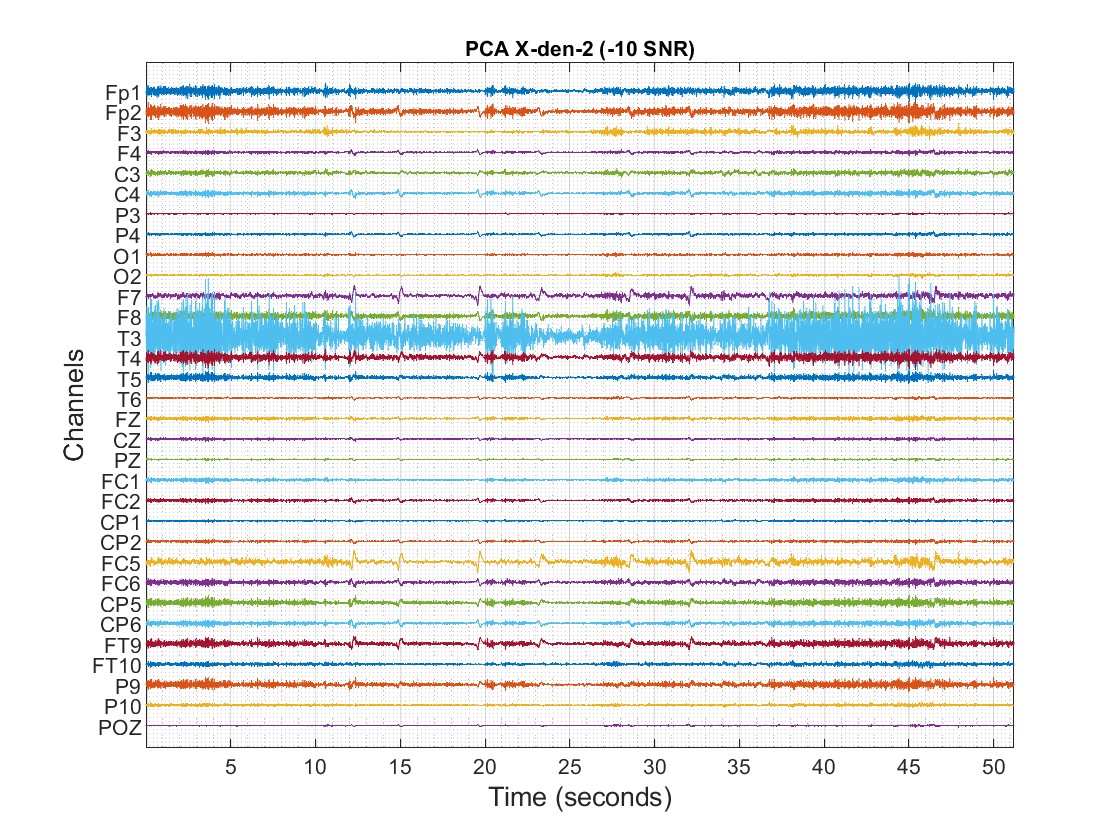 PCA X-den-2 (-10 SNR)
Fp1
Fp2
F3
F4
C3
C4
P3
P4
O1
O2
F7
F8
T3
T4
T5
T6
FZ
CZ
PZ
FC1
FC2
CP1
CP2
FC5
FC6
CP5
CP6
FT9
FT10
P9
P10
POZ
Channels
5 10 15 20 25 30 35 40 45 50
Time (seconds)